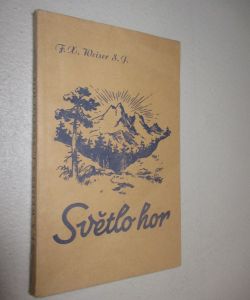 F. X. Weiser S. J.
Světlo hor